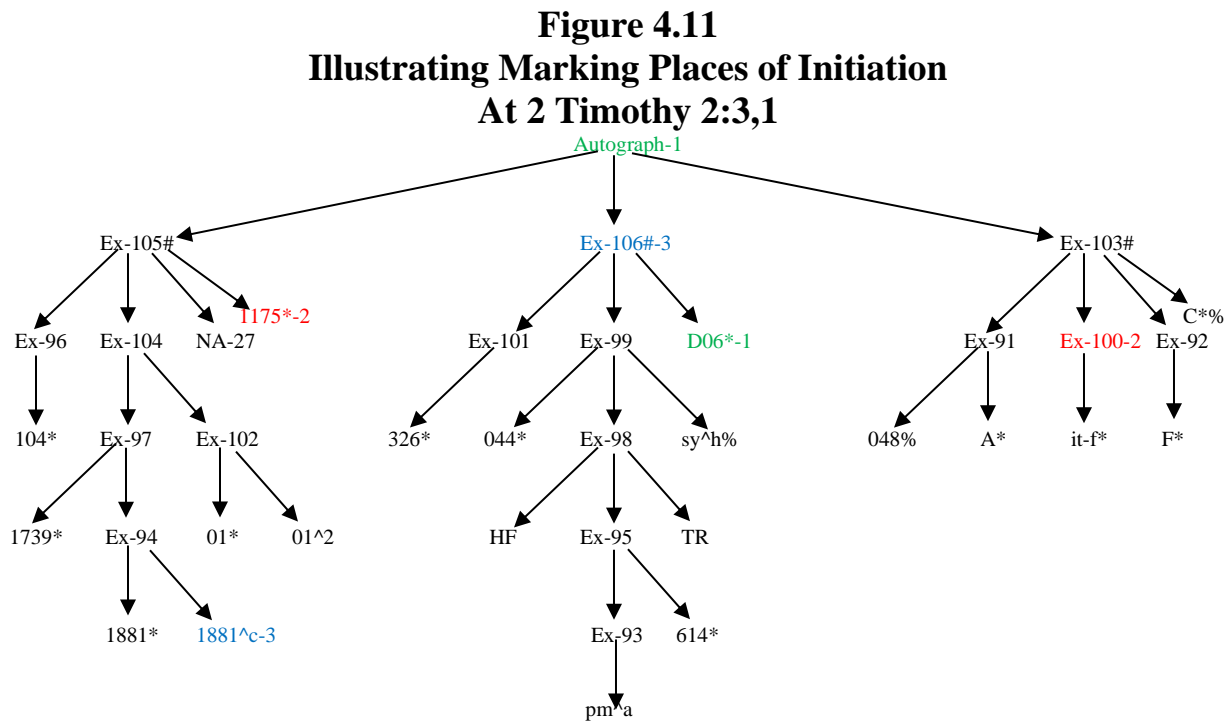 Figure 4.11
Illustrating Marking Places of Initiation
At 2 Timothy 2:3,1
Autograph-1
Ex-105# Ex-106#-3 Ex-103#
1175*-2 C*%
Ex-96 Ex-104 NA-27 Ex-101 Ex-99 D06*-1 Ex-91 Ex-100-2 Ex-92
104* Ex-97 Ex-102 326* 044* Ex-98 sy^h% 048% A* it-f* F*
1739* Ex-94 01* 01^2 HF Ex-95 TR
1881* 1881^c-3 Ex-93 614*
pm^a